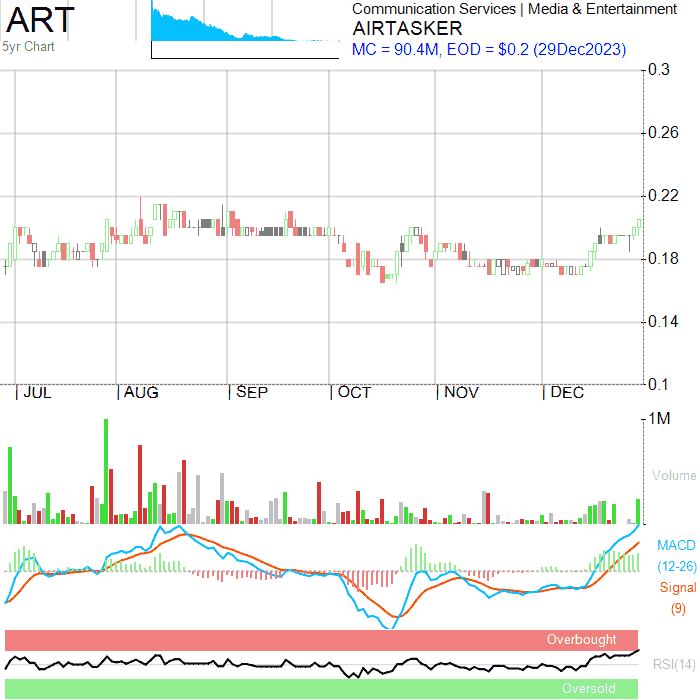 ART
5yr Chart
Communication Services | Media & Entertainment
AIRTASKER
MC = 90.4M, EOD = $0.2 (29Dec2023)
0.3
0.26
0.22
0.18
0.14
0.1
JUL AUG SEP OCT NOV DEC
1M
Volume
MACD
(12-26)
Signal
(9)
Overbought
RSI(14)
Oversold